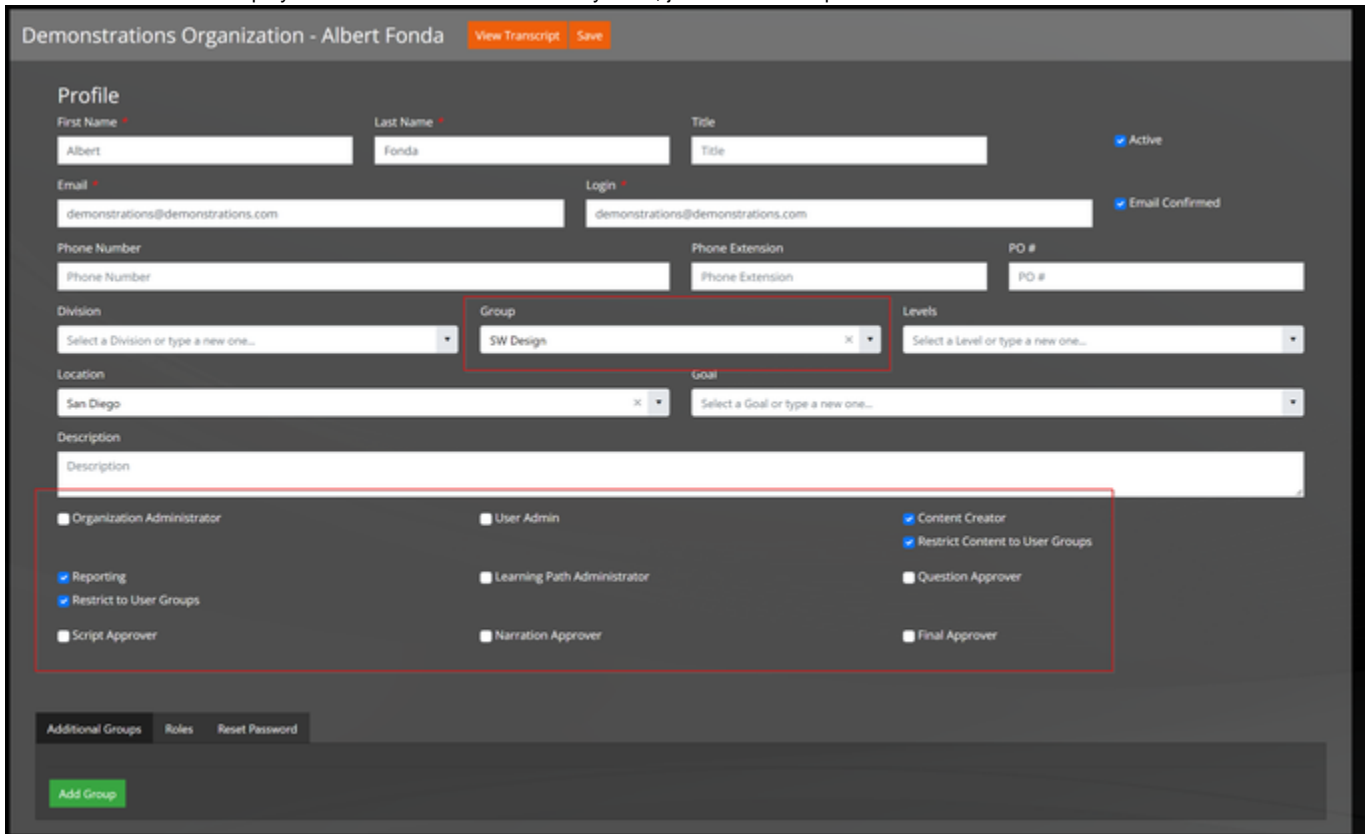 Demonstrations Organization - Albert Fonda View Transcript Save
Profile
First Name * Last Name * Title
Albert Fonda Title Active
Email * Login *
demonstrations@demonstrations.com demonstrations@demonstrations.com Email Confirmed
Phone Number Phone Extension PO #
Phone Number Phone Extension PO #
Division Group Levels
Select a Division or type a new one... SW Design × Select a Level or type a new one...
Location Goal
San Diego × Select a Goal or type a new one...
Description
Description
Organization Administrator User Admin Content Creator
Restrict Content to User Groups
Reporting Learning Path Administrator Question Approver
Restrict to User Groups
Script Approver Narration Approver Final Approver
Additional Groups Roles Reset Password
Add Group